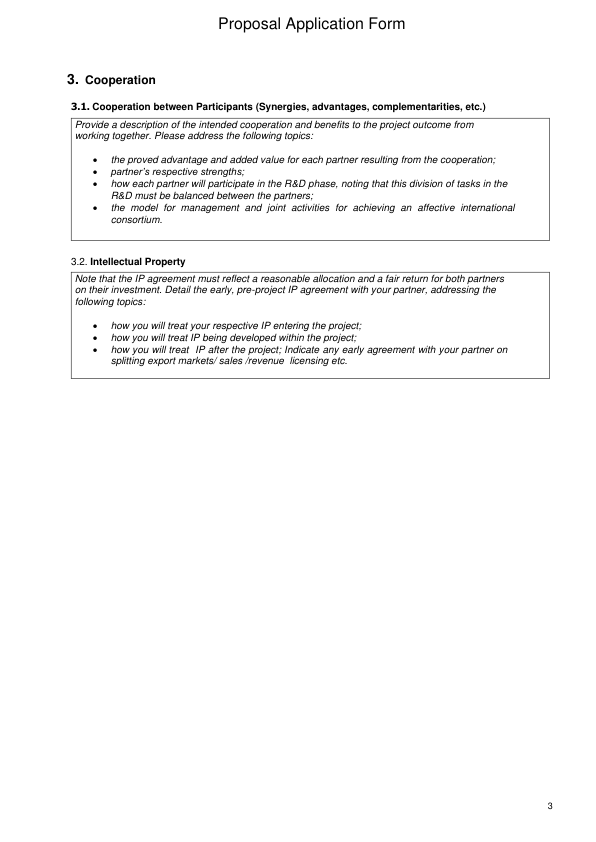 Proposal Application Form
3. Cooperation
3.1. Cooperation between Participants (Synergies, advantages, complementarities, etc.)
Provide a description of the intended cooperation and benefits to the project outcome from
working together. Please address the following topics:
• the proved advantage and added value for each partner resulting from the cooperation;
• partner's respective strengths;
• how each partner will participate in the R&D phase, noting that this division of tasks in the
R&D must be balanced between the partners;
• the model for management and joint activities for achieving an affective international
consortium.
3.2. Intellectual Property
Note that the IP agreement must reflect a reasonable allocation and a fair return for both partners
on their investment. Detail the early, pre-project IP agreement with your partner, addressing the
following topics:
• how you will treat your respective IP entering the project;
• how you will treat IP being developed within the project;
• how you will treat  IP after the project; Indicate any early agreement with your partner on
splitting export markets/ sales /revenue  licensing etc.
3